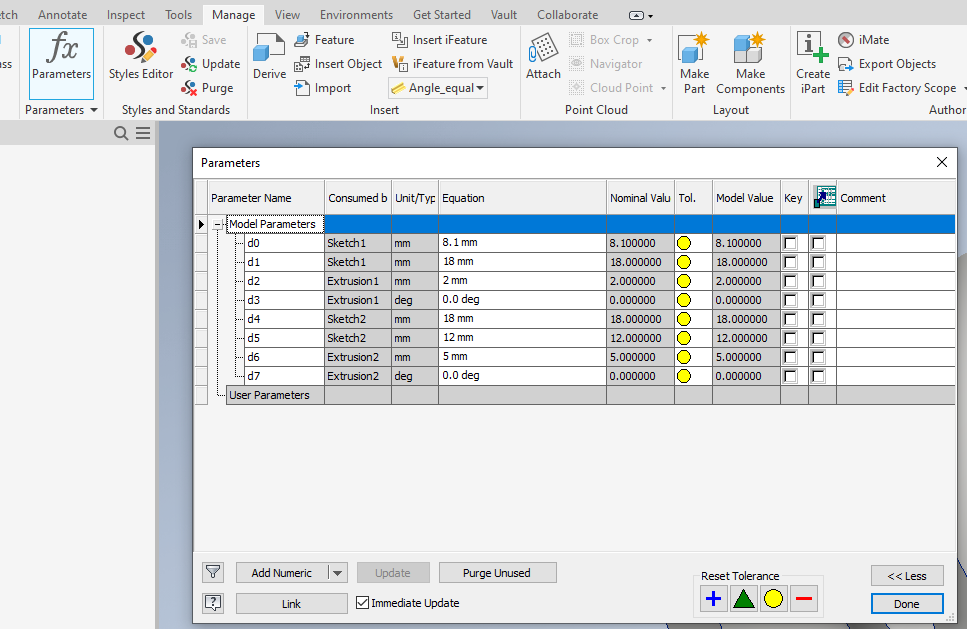 tch Annotate Inspect Tools Manage View Environments Get Started Vault Collaborate
fx Save Feature Insert iFeature Box Crop iMate
ss Parameters Styles Editor Update Derive Insert Object iFeature from Vault Attach Navigator Make Part Make Components Create iPart Export Objects
Purge Import Angle_equal Cloud Point Edit Factory Scope
Parameters Styles and Standards Insert Point Cloud Layout Author
Parameters
Parameter Name Consumed b Unit/Typ Equation Nominal Valu Tol. Model Value Key Comment
Model Parameters
d0 Sketch1 mm 8.1 mm 8.100000 8.100000
d1 Sketch1 mm 18 mm 18.000000 18.000000
d2 Extrusion1 mm 2 mm 2.000000 2.000000
d3 Extrusion1 deg 0.0 deg 0.000000 0.000000
d4 Sketch2 mm 18 mm 18.000000 18.000000
d5 Sketch2 mm 12 mm 12.000000 12.000000
d6 Extrusion2 mm 5 mm 5.000000 5.000000
d7 Extrusion2 deg 0.0 deg 0.000000 0.000000
User Parameters
Add Numeric Update Purge Unused Reset Tolerance << Less
Link Immediate Update Done